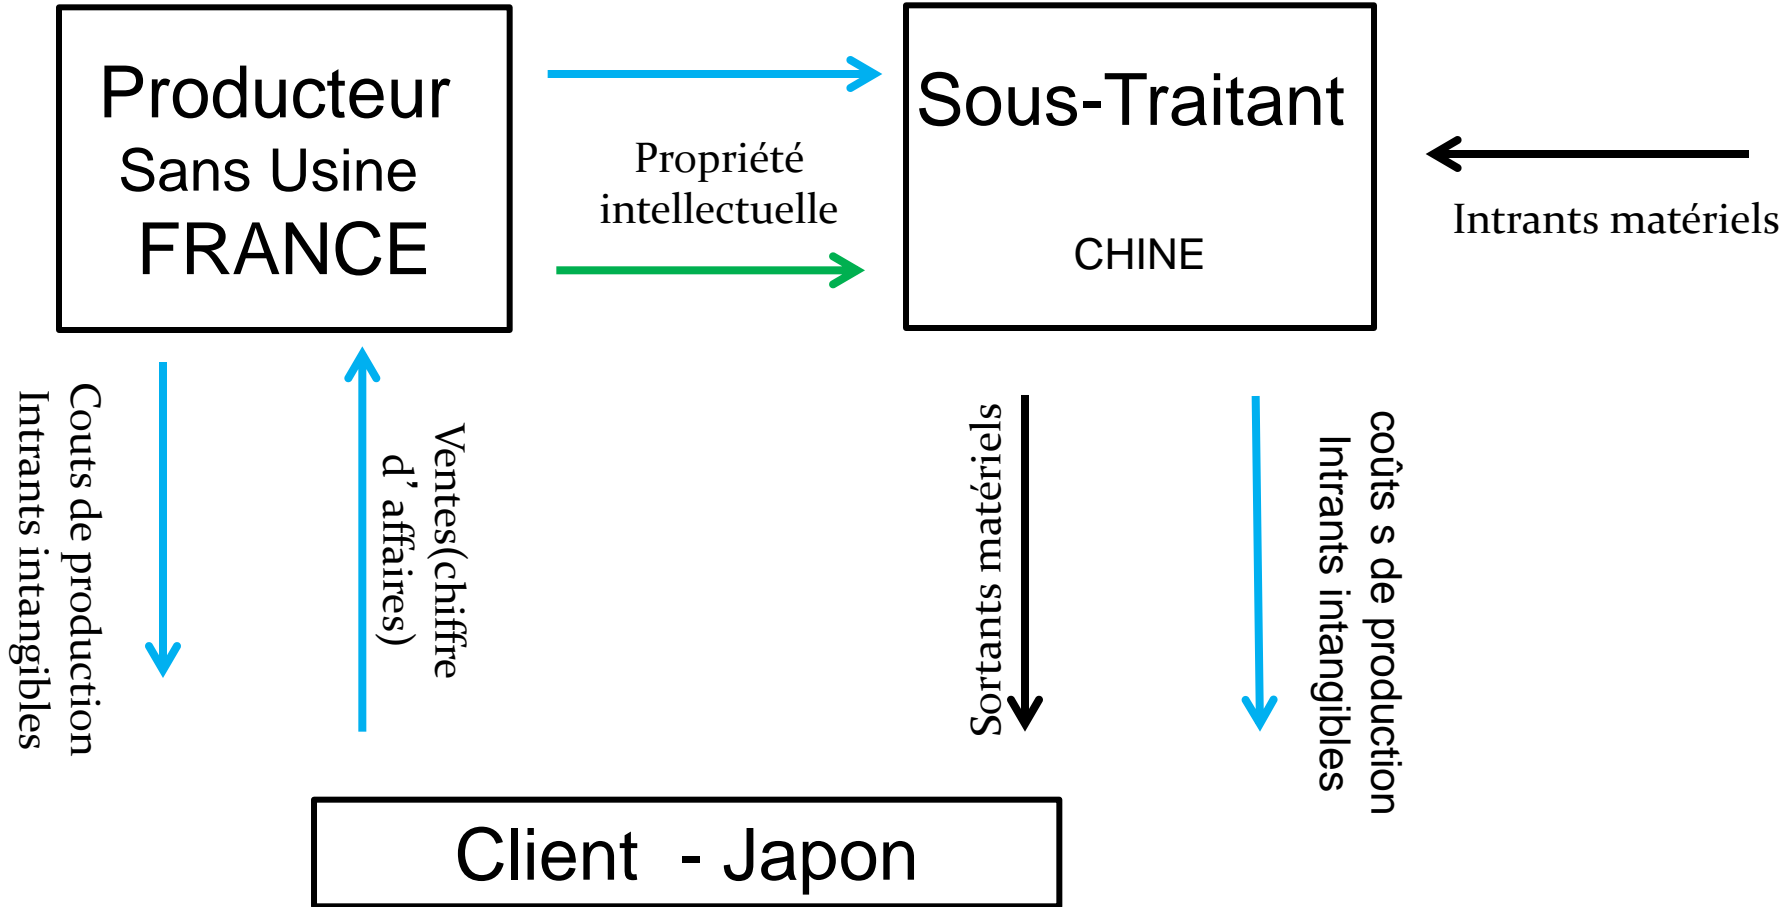 Producteur
Sans Usine
FRANCE
Propriété
intellectuelle
Sous-Traitant
CHINE
Intrants matériels
Couts de production
Intrants intangibles
Ventes(chiffre
d’ affaires)
Sortants matériels
coûts s de production
Intrants intangibles
Client - Japon